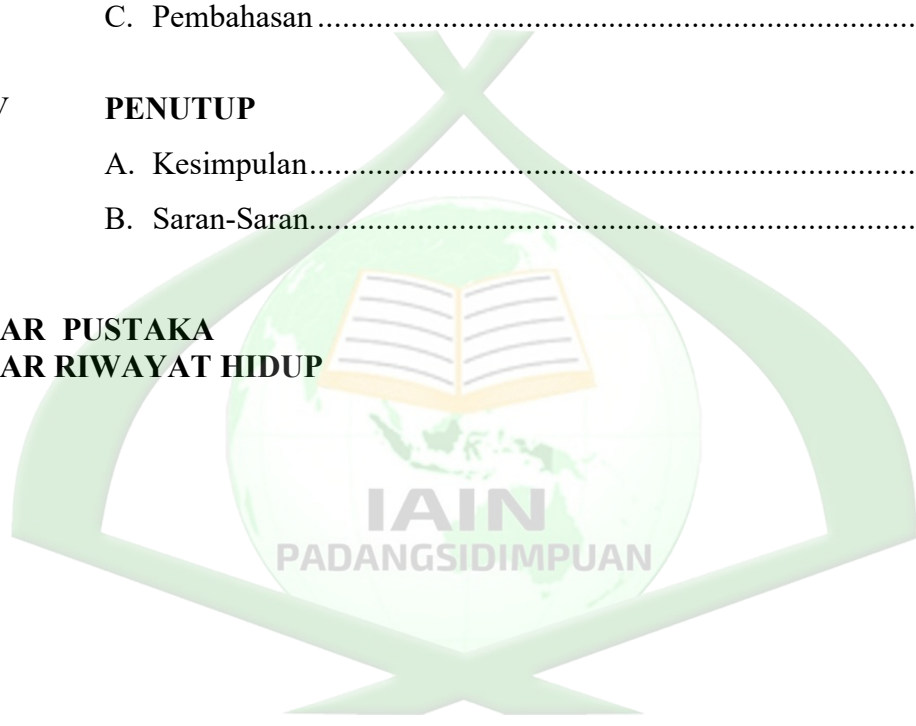 C. Pembahasan................................................................................
V PENUTUP
A. Kesimpulan................................................................................
B. Saran-Saran................................................................................
AR PUSTAKA
AR RIWAYAT HIDUP
IAIN
PADANGSIDIMPUAN